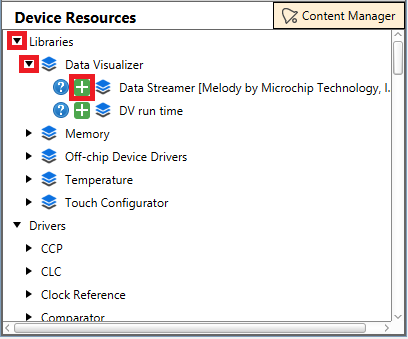 Device Resources
Content Manager
Libraries
Data Visualizer
? + Data Streamer [Melody by Microchip Technology, I...
? + DV run time
Memory
Off-chip Device Drivers
Temperature
Touch Configurator
Drivers
CCP
CLC
Clock Reference
Comparator